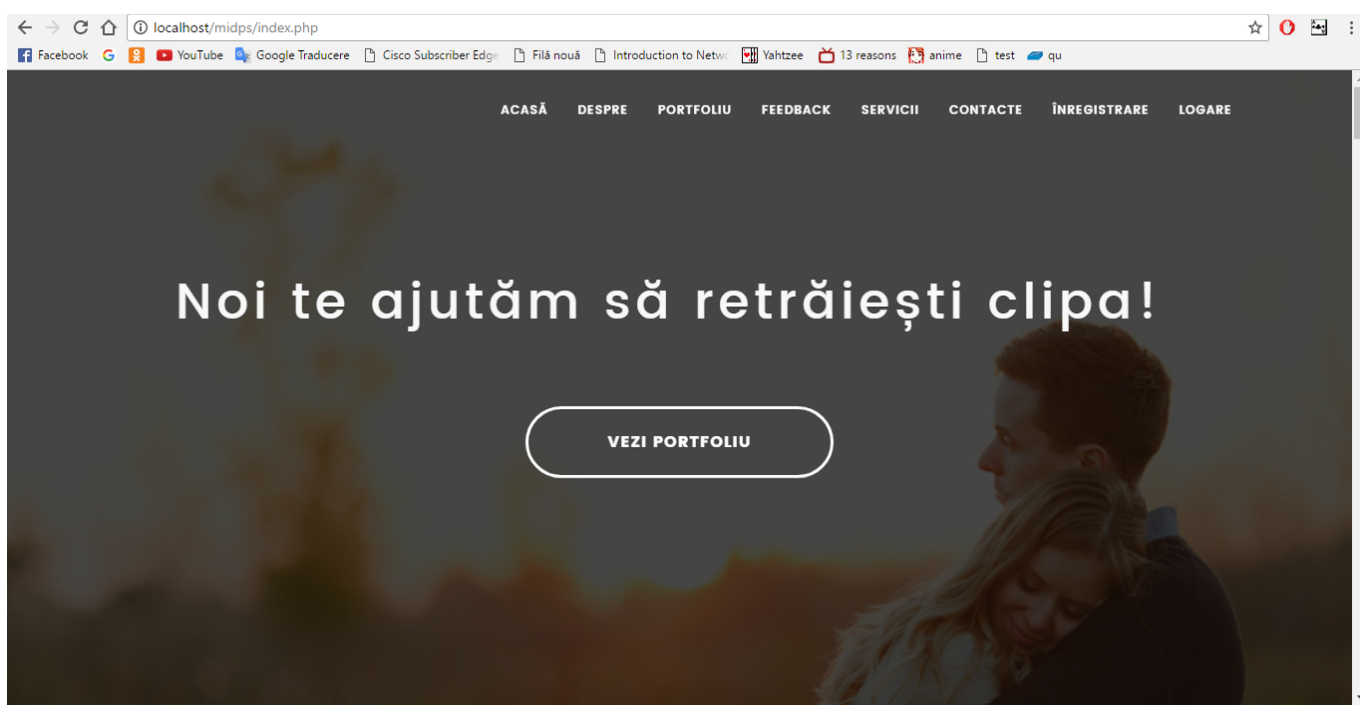 localhost/midps/index.php
Facebook YouTube Google Traducere Cisco Subscriber Edge Filă nouă Introduction to Netwo Yahtzee 13 reasons anime test qu
ACASĂ DESPRE PORTFOLIU FEEDBACK SERVICII CONTACTE ÎNREGISTRARE LOGARE
Noi te ajutăm să retrăiești clipa!
VEZI PORTFOLIU